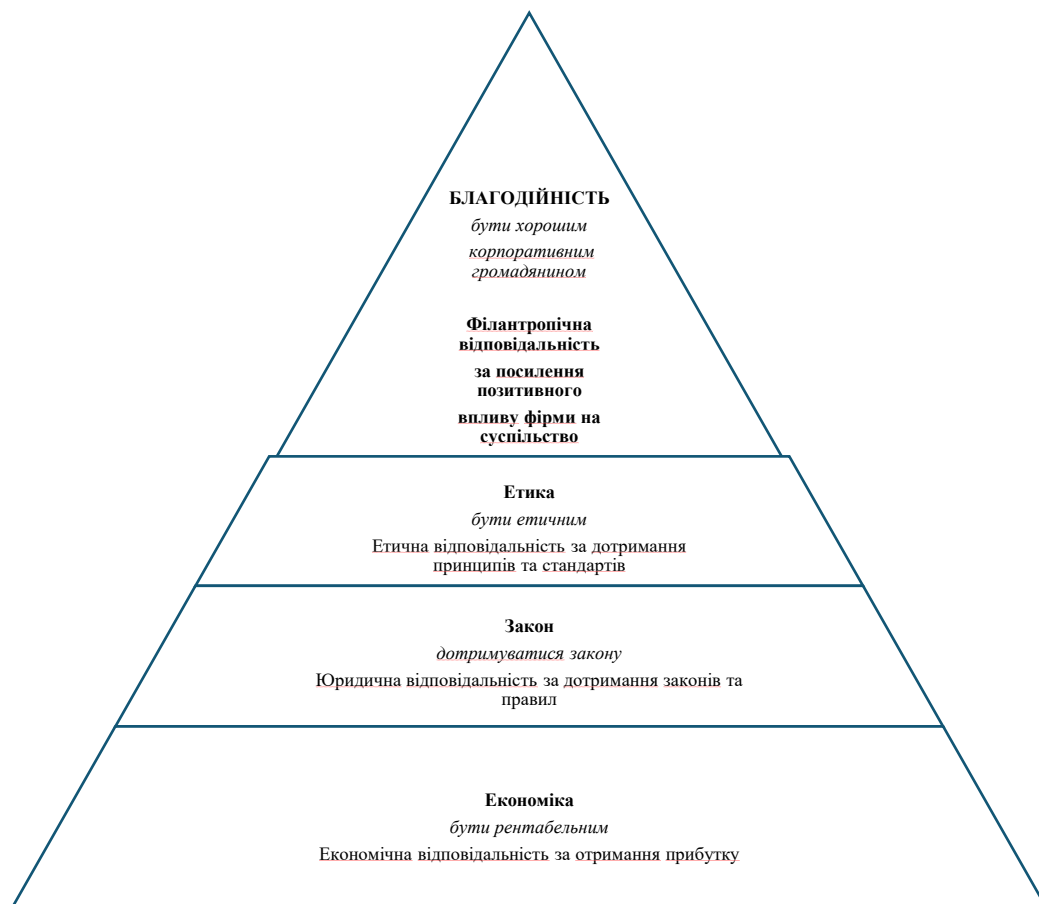 БЛАГОДІЙНІСТЬ
бути хорошим
корпоративним
громадянином
Філантропічна
відповідальність
за посилення
позитивного
впливу фірми на
суспільство
Етика
бути етичним
Етична відповідальність за дотримання
принципів та стандартів
Закон
дотримуватися закону
Юридична відповідальність за дотримання законів та
правил
Економіка
бути рентабельним
Економічна відповідальність за отримання прибутку